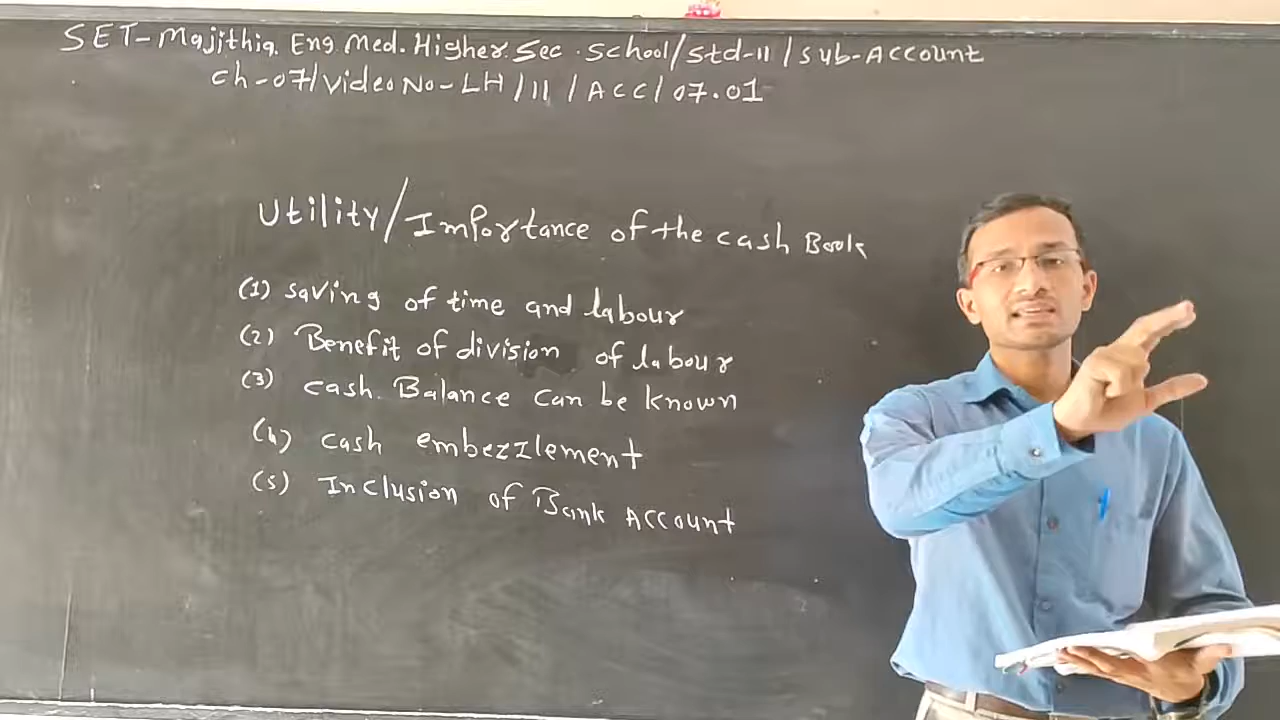 SET-Majithia Eng Med. Higher Sec. School/Std-11/Sub-Account
Ch-07/Video No-LH/11/ACC/07.01
Utility/Importance of the cash Book
(1) Saving of time and labour
(2) Benefit of division of labour
(3) cash Balance can be known
(4) cash embezzlement
(5) Inclusion of Bank Account